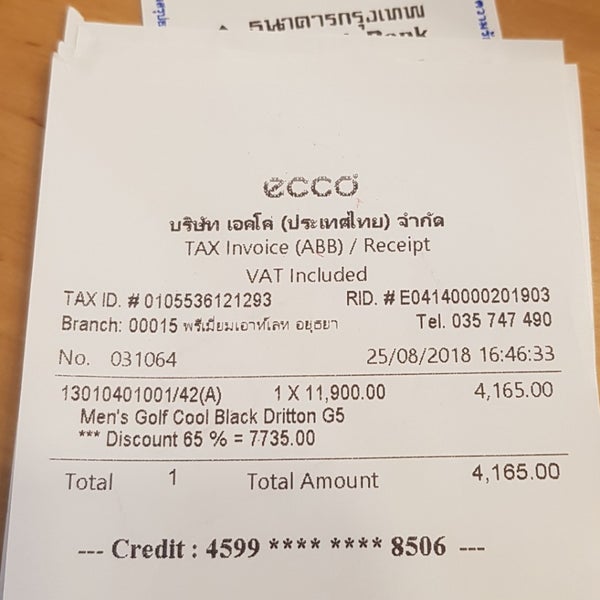 ธนาคารกรุงเทพ
Bank
ecco
บริษัท เอคโค่ (ประเทศไทย) จำกัด
TAX Invoice (ABB) / Receipt
VAT Included
TAX ID. # 0105536121293 RID. # E04140000201903
Branch: 00015 พรีเมี่ยมเอาท์เลท อยุธยา Tel. 035 747 490
No. 031064 25/08/2018 16:46:33
13010401001/42(A) 1 X 11,900.00 4,165.00
Men's Golf Cool Black Dritton G5
*** Discount 65 % = 7735.00
Total 1 Total Amount 4,165.00
--- Credit : 4599 **** **** 8506 ---